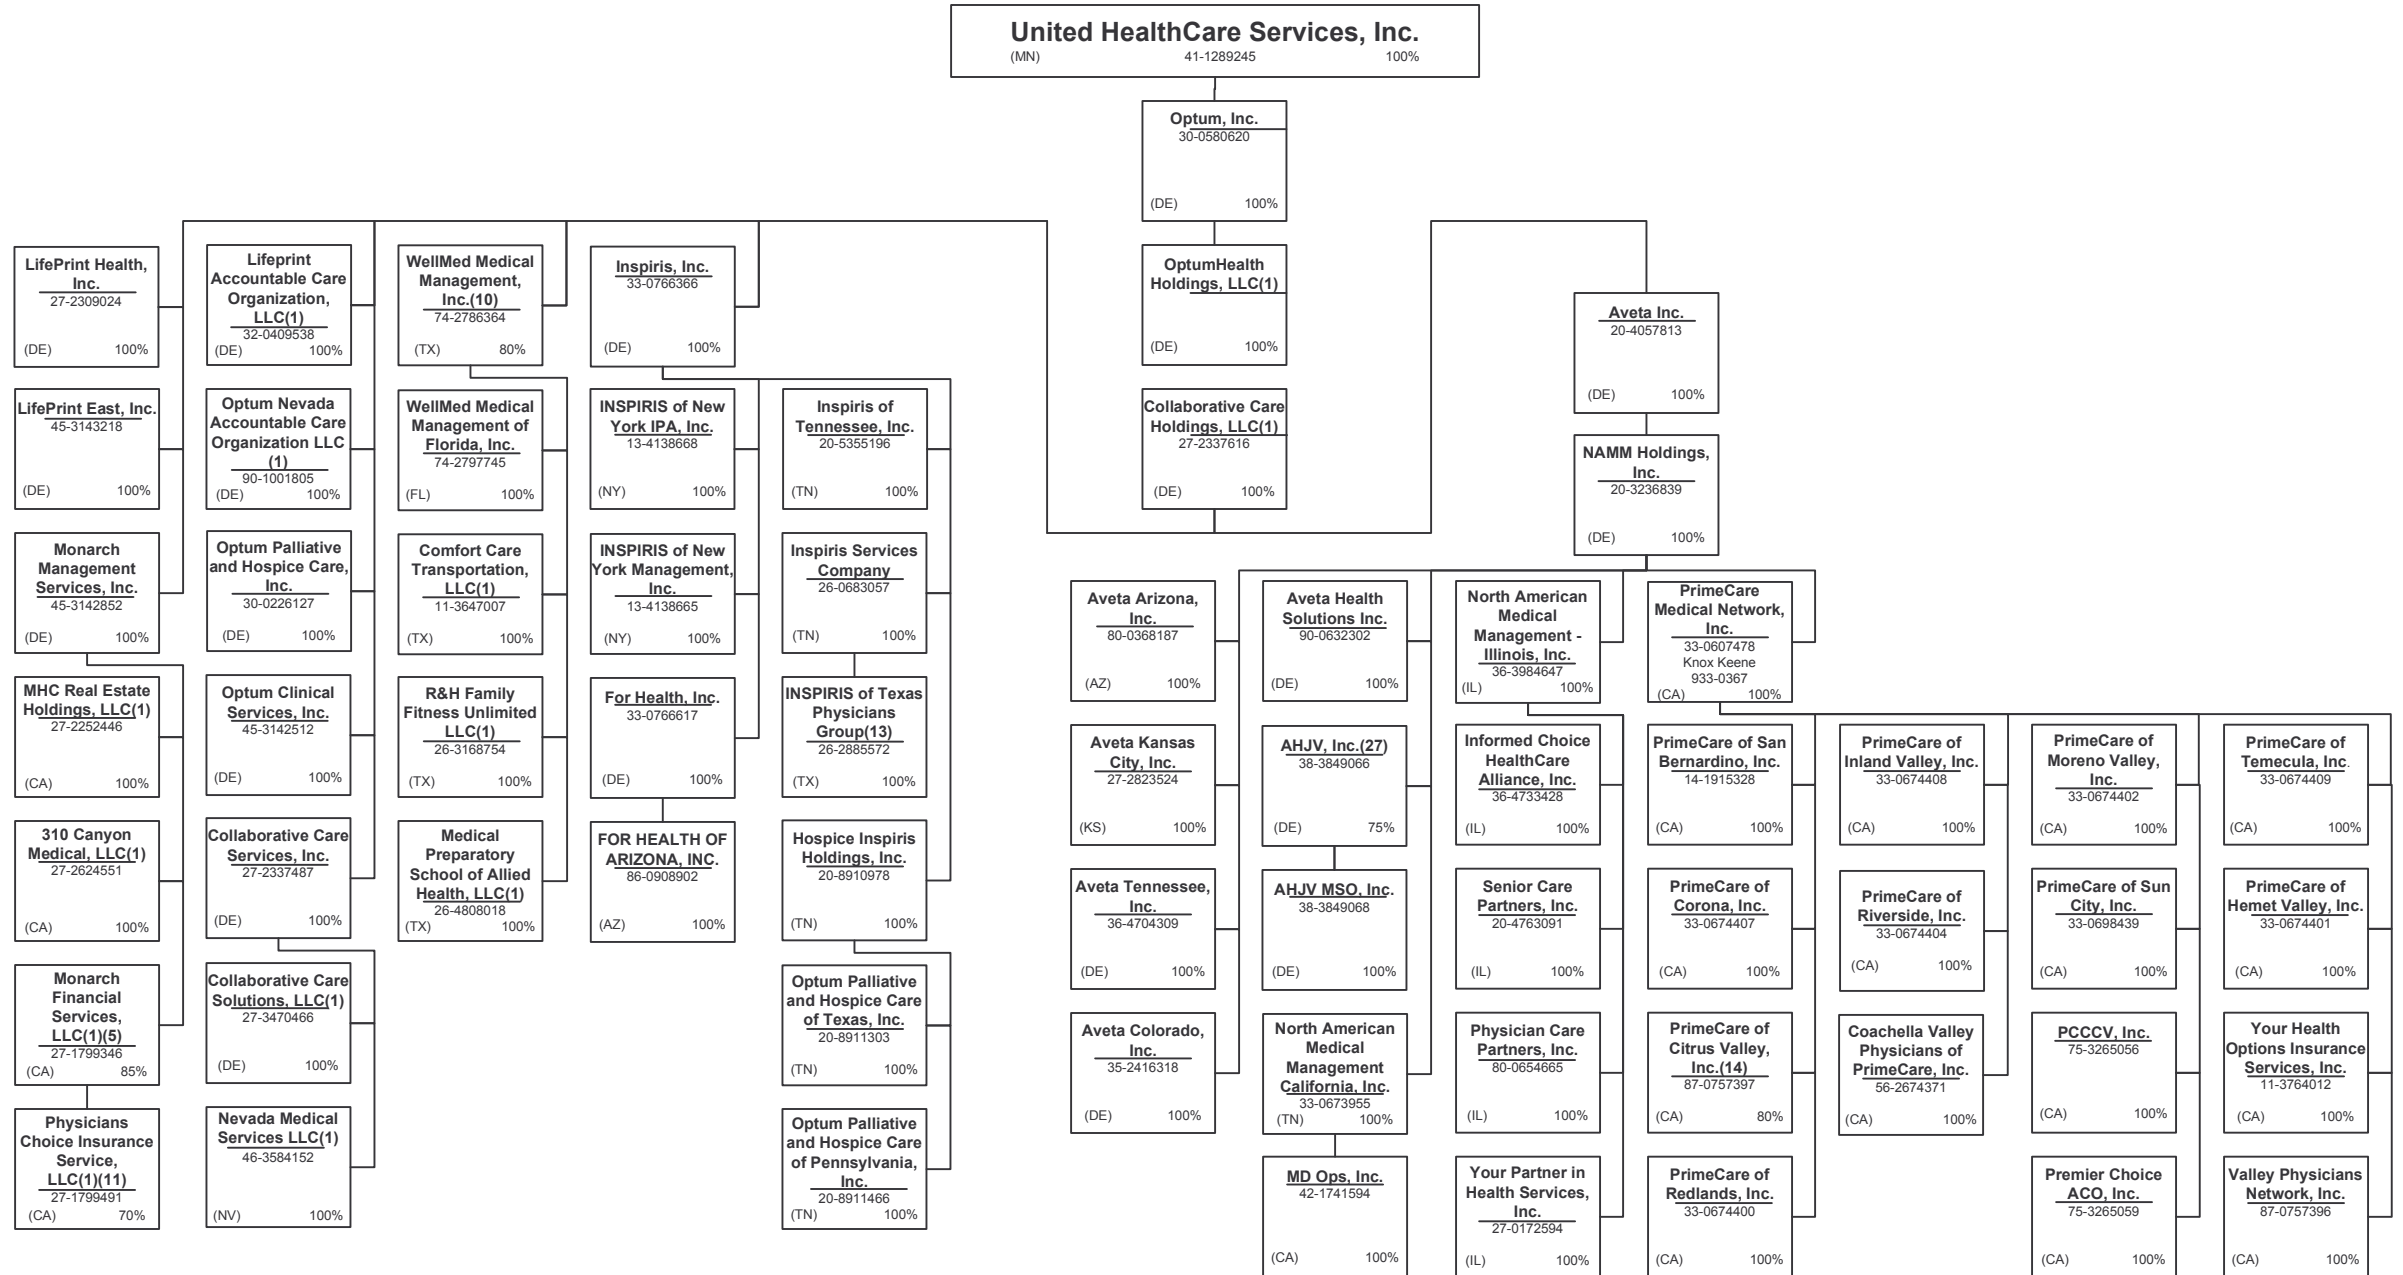 United HealthCare Services, Inc.
(MN) 41-1289245 100%
Optum, Inc.
30-0580620
(DE) 100%
OptumHealth
Holdings, LLC(1)
(DE) 100%
Collaborative Care
Holdings, LLC(1)
27-2337616
(DE) 100%
LifePrint Health,
Inc.
27-2309024
(DE) 100%
LifePrint East, Inc.
45-3143218
(DE) 100%
Monarch
Management
Services, Inc.
45-3142852
(DE) 100%
MHC Real Estate
Holdings, LLC(1)
27-2252446
(CA) 100%
310 Canyon
Medical, LLC(1)
27-2624551
(CA) 100%
Monarch
Financial
Services,
LLC(1)(5)
27-1799346
(CA) 85%
Physicians
Choice Insurance
Service,
LLC(1)(11)
27-1799491
(CA) 70%
Lifeprint
Accountable Care
Organization,
LLC(1)
32-0409538
(DE) 100%
Optum Nevada
Accountable Care
Organization LLC
(1)
90-1001805
(DE) 100%
Optum Palliative
and Hospice Care,
Inc.
30-0226127
(DE) 100%
Optum Clinical
Services, Inc.
45-3142512
(DE) 100%
Collaborative Care
Services, Inc.
27-2337487
(DE) 100%
Collaborative Care
Solutions, LLC(1)
27-3470466
(DE) 100%
Nevada Medical
Services LLC(1)
46-3584152
(NV) 100%
WellMed Medical
Management,
Inc.(10)
74-2786364
(TX) 80%
WellMed Medical
Management of
Florida, Inc.
74-2797745
(FL) 100%
Comfort Care
Transportation,
LLC(1)
11-3647007
(TX) 100%
R&H Family
Fitness Unlimited
LLC(1)
26-3168754
(TX) 100%
Medical
Preparatory
School of Allied
Health, LLC(1)
26-4808018
(TX) 100%
Inspiris, Inc.
33-0766366
(DE) 100%
INSPIRIS of New
York IPA, Inc.
13-4138668
(NY) 100%
INSPIRIS of New
York Management,
Inc.
13-4138665
(NY) 100%
For Health, Inc.
33-0766617
(DE) 100%
FOR HEALTH OF
ARIZONA, INC.
86-0908902
(AZ) 100%
Inspiris of
Tennessee, Inc.
20-5355196
(TN) 100%
Inspiris Services
Company
26-0683057
(TN) 100%
INSPIRIS of Texas
Physicians
Group(13)
26-2885572
(TX) 100%
Hospice Inspiris
Holdings, Inc.
20-8910978
(TN) 100%
Optum Palliative
and Hospice Care
of Texas, Inc.
20-8911303
(TN) 100%
Optum Palliative
and Hospice Care
of Pennsylvania,
Inc.
20-8911466
(TN) 100%
Aveta Inc.
20-4057813
(DE) 100%
NAMM Holdings,
Inc.
20-3236839
(DE) 100%
Aveta Arizona,
Inc.
80-0368187
(AZ) 100%
Aveta Kansas
City, Inc.
27-2823524
(KS) 100%
Aveta Tennessee,
Inc.
36-4704309
(DE) 100%
Aveta Colorado,
Inc.
35-2416318
(DE) 100%
Aveta Health
Solutions Inc.
90-0632302
(DE) 100%
AHJV, Inc.(27)
38-3849066
(DE) 75%
AHJV MSO, Inc.
38-3849068
(DE) 100%
North American
Medical
Management
California, Inc.
33-0673955
(TN) 100%
MD Ops, Inc.
42-1741594
(CA) 100%
North American
Medical
Management -
Illinois, Inc.
36-3984647
(IL) 100%
Informed Choice
HealthCare
Alliance, Inc.
36-4733428
(IL) 100%
Senior Care
Partners, Inc.
20-4763091
(IL) 100%
Physician Care
Partners, Inc.
80-0654665
(IL) 100%
Your Partner in
Health Services,
Inc.
27-0172594
(IL) 100%
PrimeCare
Medical Network,
Inc.
33-0607478
Knox Keene
933-0367
(CA) 100%
PrimeCare of San
Bernardino, Inc.
14-1915328
(CA) 100%
PrimeCare of
Corona, Inc.
33-0674407
(CA) 100%
PrimeCare of
Citrus Valley,
Inc.(14)
87-0757397
(CA) 80%
PrimeCare of
Redlands, Inc.
33-0674400
(CA) 100%
PrimeCare of
Inland Valley, Inc.
33-0674408
(CA) 100%
PrimeCare of
Riverside, Inc.
33-0674404
(CA) 100%
Coachella Valley
Physicians of
PrimeCare, Inc.
56-2674371
(CA) 100%
PrimeCare of
Moreno Valley,
Inc.
33-0674402
(CA) 100%
PrimeCare of Sun
City, Inc.
33-0698439
(CA) 100%
PCCCV, Inc.
75-3265056
(CA) 100%
Premier Choice
ACO, Inc.
75-3265059
(CA) 100%
PrimeCare of
Temecula, Inc.
33-0674409
(CA) 100%
PrimeCare of
Hemet Valley, Inc.
33-0674401
(CA) 100%
Your Health
Options Insurance
Services, Inc.
11-3764012
(CA) 100%
Valley Physicians
Network, Inc.
87-0757396
(CA) 100%